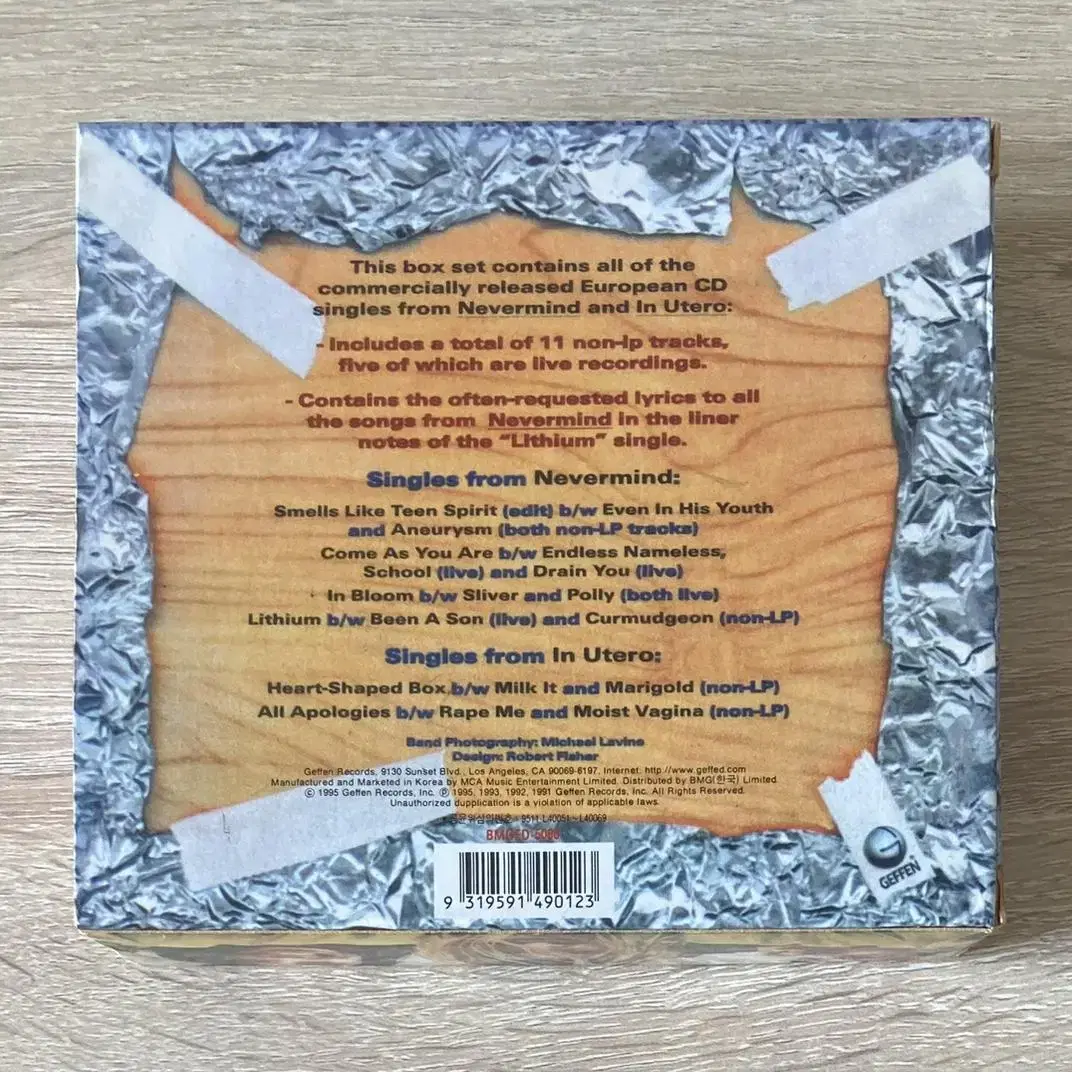 This box set contains all of the
commercially released European CD
singles from Nevermind and In Utero:
- Includes a total of 11 non-lp tracks,
five of which are live recordings.
- Contains the often-requested lyrics to all
the songs from Nevermind in the liner
notes of the "Lithium" single.
Singles from Nevermind:
Smells Like Teen Spirit (edit) b/w Even In His Youth
and Aneurysm (both non-LP tracks)
Come As You Are b/w Endless Nameless,
School (live) and Drain You (live)
In Bloom b/w Sliver and Polly (both live)
Lithium b/w Been A Son (live) and Curmudgeon (non-LP)
Singles from In Utero:
Heart-Shaped Box b/w Milk It and Marigold (non-LP)
All Apologies b/w Rape Me and Moist Vagina (non-LP)
Band Photography: Michael Lavine
Design: Robert Fisher
Geffen Records, 9130 Sunset Blvd., Los Angeles, CA 90069-6197. Internet: http://www.geffed.com
Manufactured and Marketed in Korea by MCA Music Entertainment Limited. Distributed by BMG(한국) Limited.
© 1995 Geffen Records, Inc. ℗ 1995, 1993, 1992, 1991 Geffen Records, Inc. All Rights Reserved.
Unauthorized dupplication is a violation of applicable laws.
9511-L40051~L40069
9 319591 490123
GEFFEN